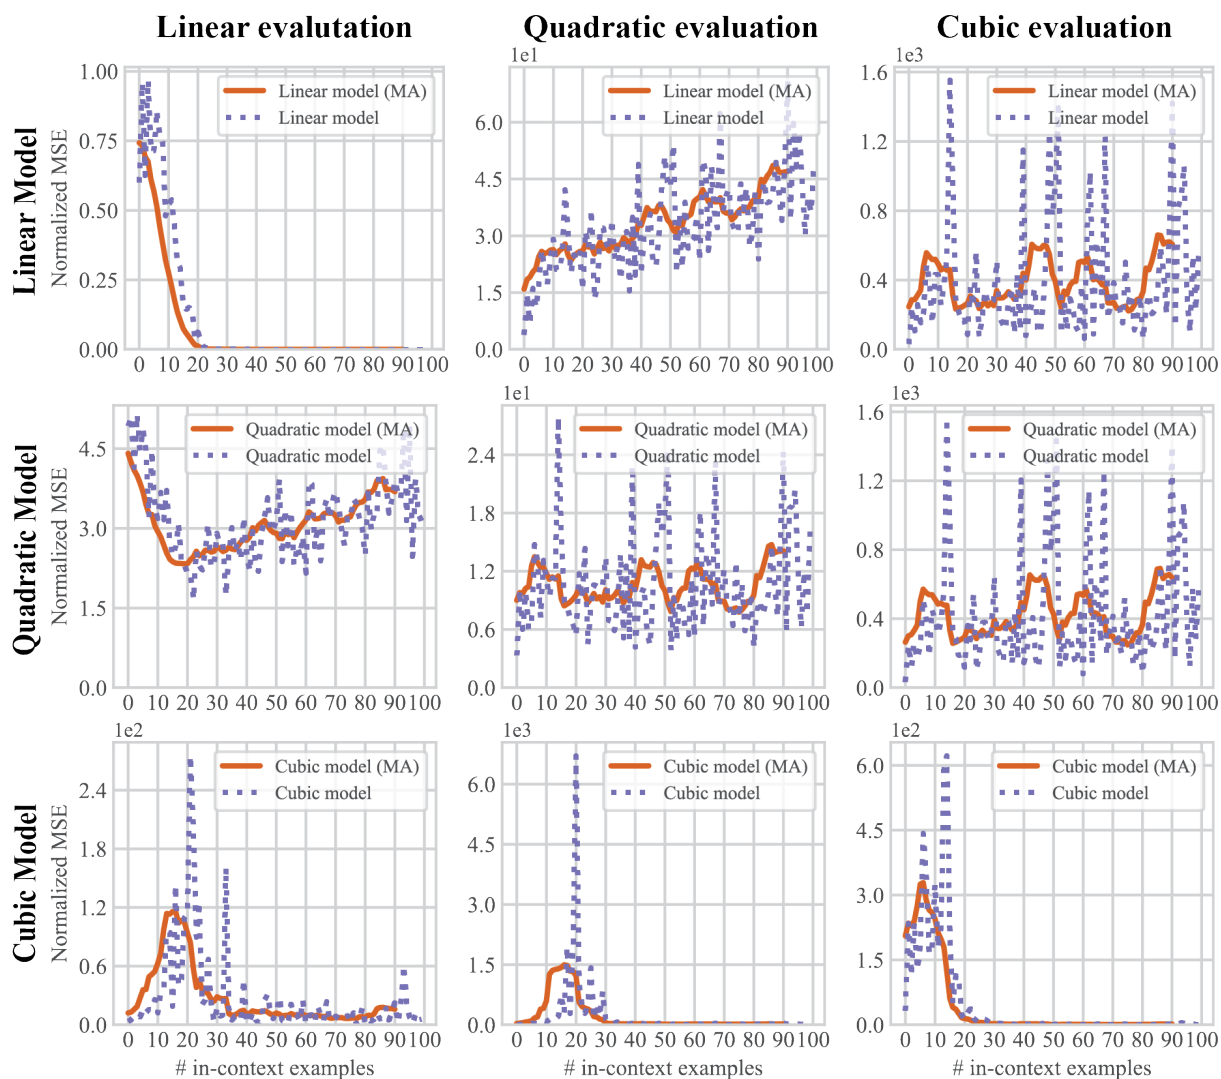 Linear evalutation Quadratic evaluation Cubic evaluation
Linear Model
Normalized MSE
1.00
0.75
0.50
0.25
0.00
0 10 20 30 40 50 60 70 80 90 100
Linear model (MA)
Linear model
1e1
6.0
4.5
3.0
1.5
0.0
0 10 20 30 40 50 60 70 80 90 100
Linear model (MA)
Linear model
1e3
1.6
1.2
0.8
0.4
0.0
0 10 20 30 40 50 60 70 80 90 100
Linear model (MA)
Linear model
Quadratic Model
Normalized MSE
4.5
3.0
1.5
0.0
0 10 20 30 40 50 60 70 80 90 100
Quadratic model (MA)
Quadratic model
1e1
2.4
1.8
1.2
0.6
0.0
0 10 20 30 40 50 60 70 80 90 100
Quadratic model (MA)
Quadratic model
1e3
1.6
1.2
0.8
0.4
0.0
0 10 20 30 40 50 60 70 80 90 100
Quadratic model (MA)
Quadratic model
Cubic Model
Normalized MSE
1e2
2.4
1.8
1.2
0.6
0.0
0 10 20 30 40 50 60 70 80 90 100
Cubic model (MA)
Cubic model
# in-context examples
1e3
6.0
4.5
3.0
1.5
0.0
0 10 20 30 40 50 60 70 80 90 100
Cubic model (MA)
Cubic model
# in-context examples
1e2
6.0
4.5
3.0
1.5
0.0
0 10 20 30 40 50 60 70 80 90 100
Cubic model (MA)
Cubic model
# in-context examples